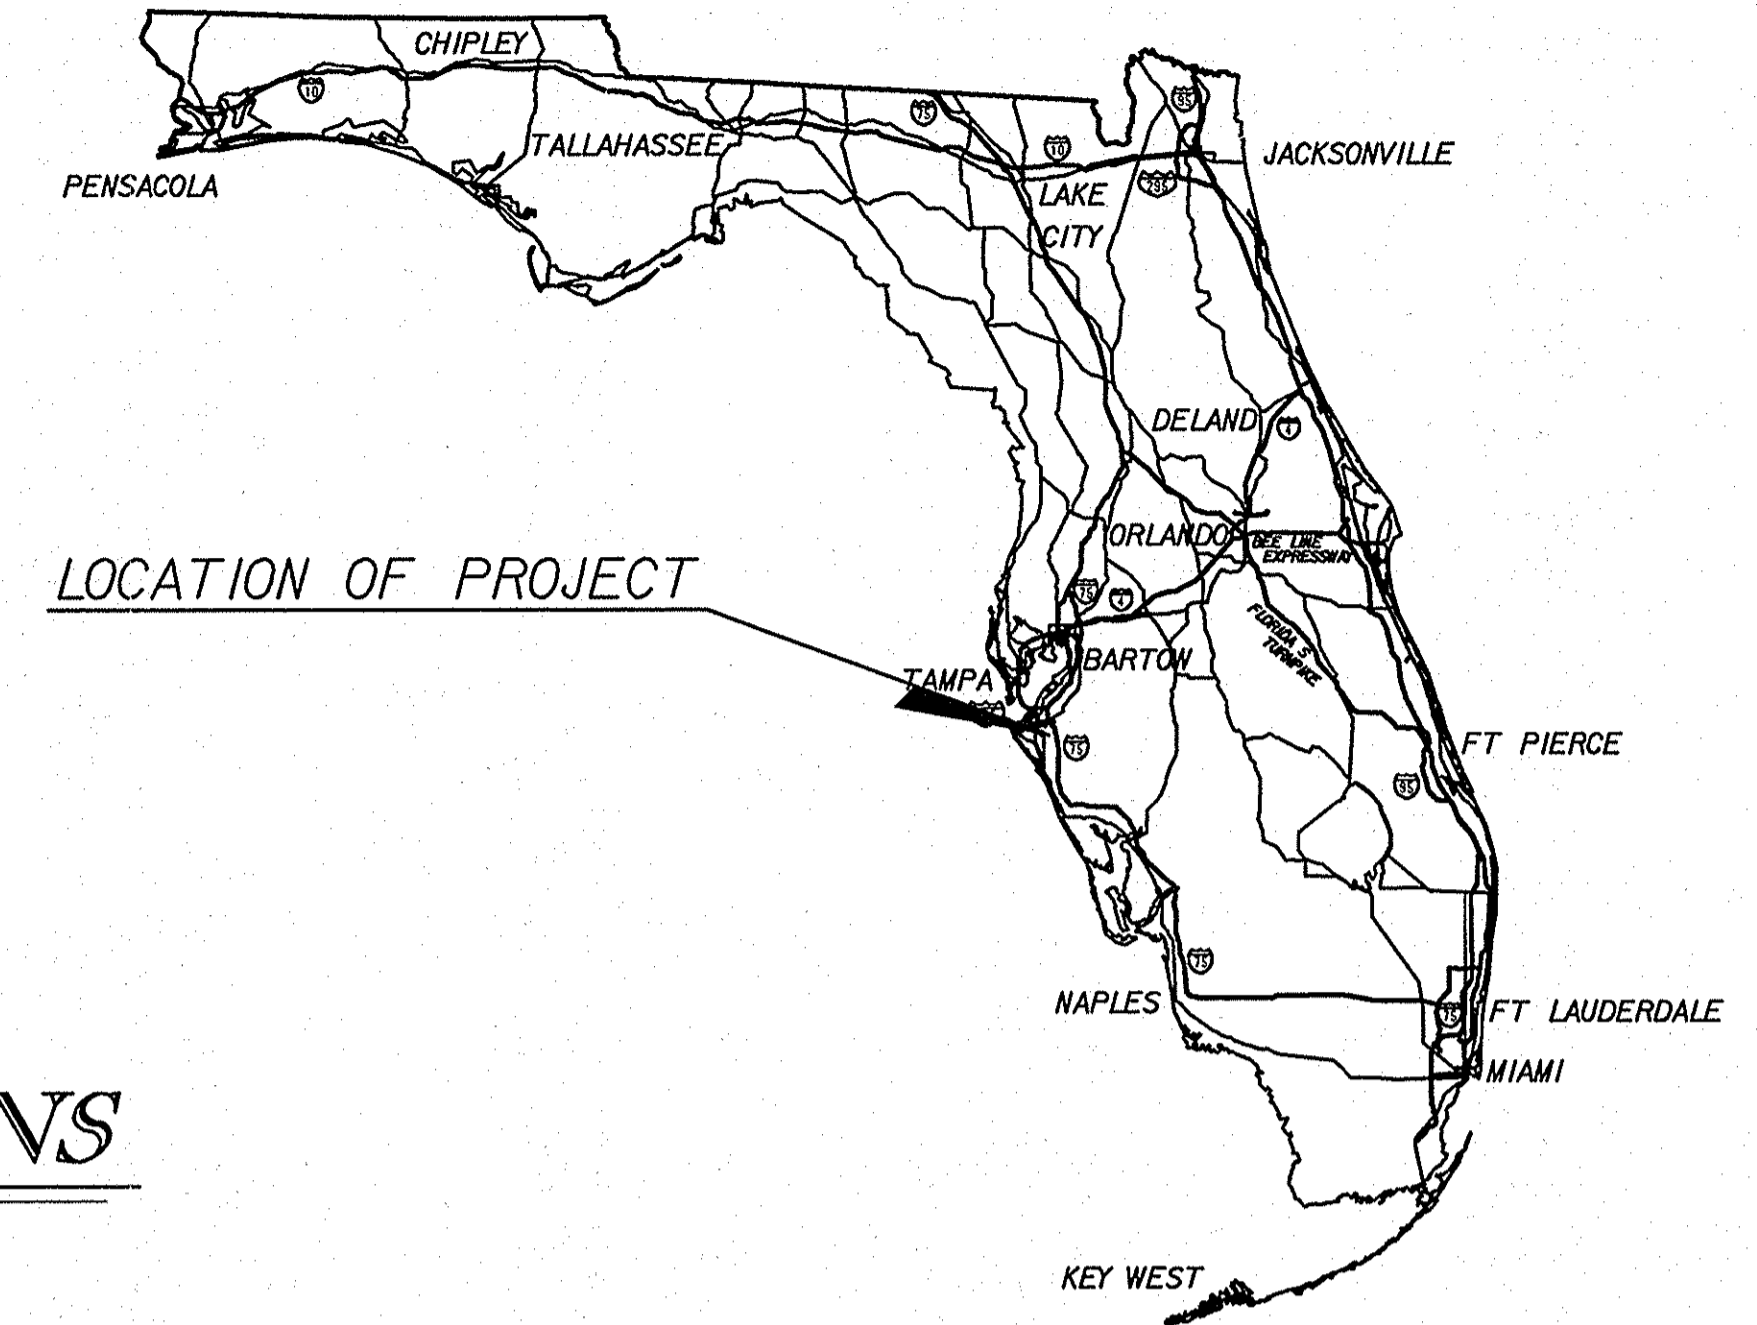 CHIPLEY
10
75
95
TALLAHASSEE
10
JACKSONVILLE
PENSACOLA
295
LAKE
CITY
DELAND
4
ORLANDO
BEE LINE
EXPRESSWAY
LOCATION OF PROJECT
75
4
FLORIDA'S
TURNPIKE
BARTOW
TAMPA
75
FT PIERCE
95
75
NAPLES
75
FT LAUDERDALE
MIAMI
NS
KEY WEST